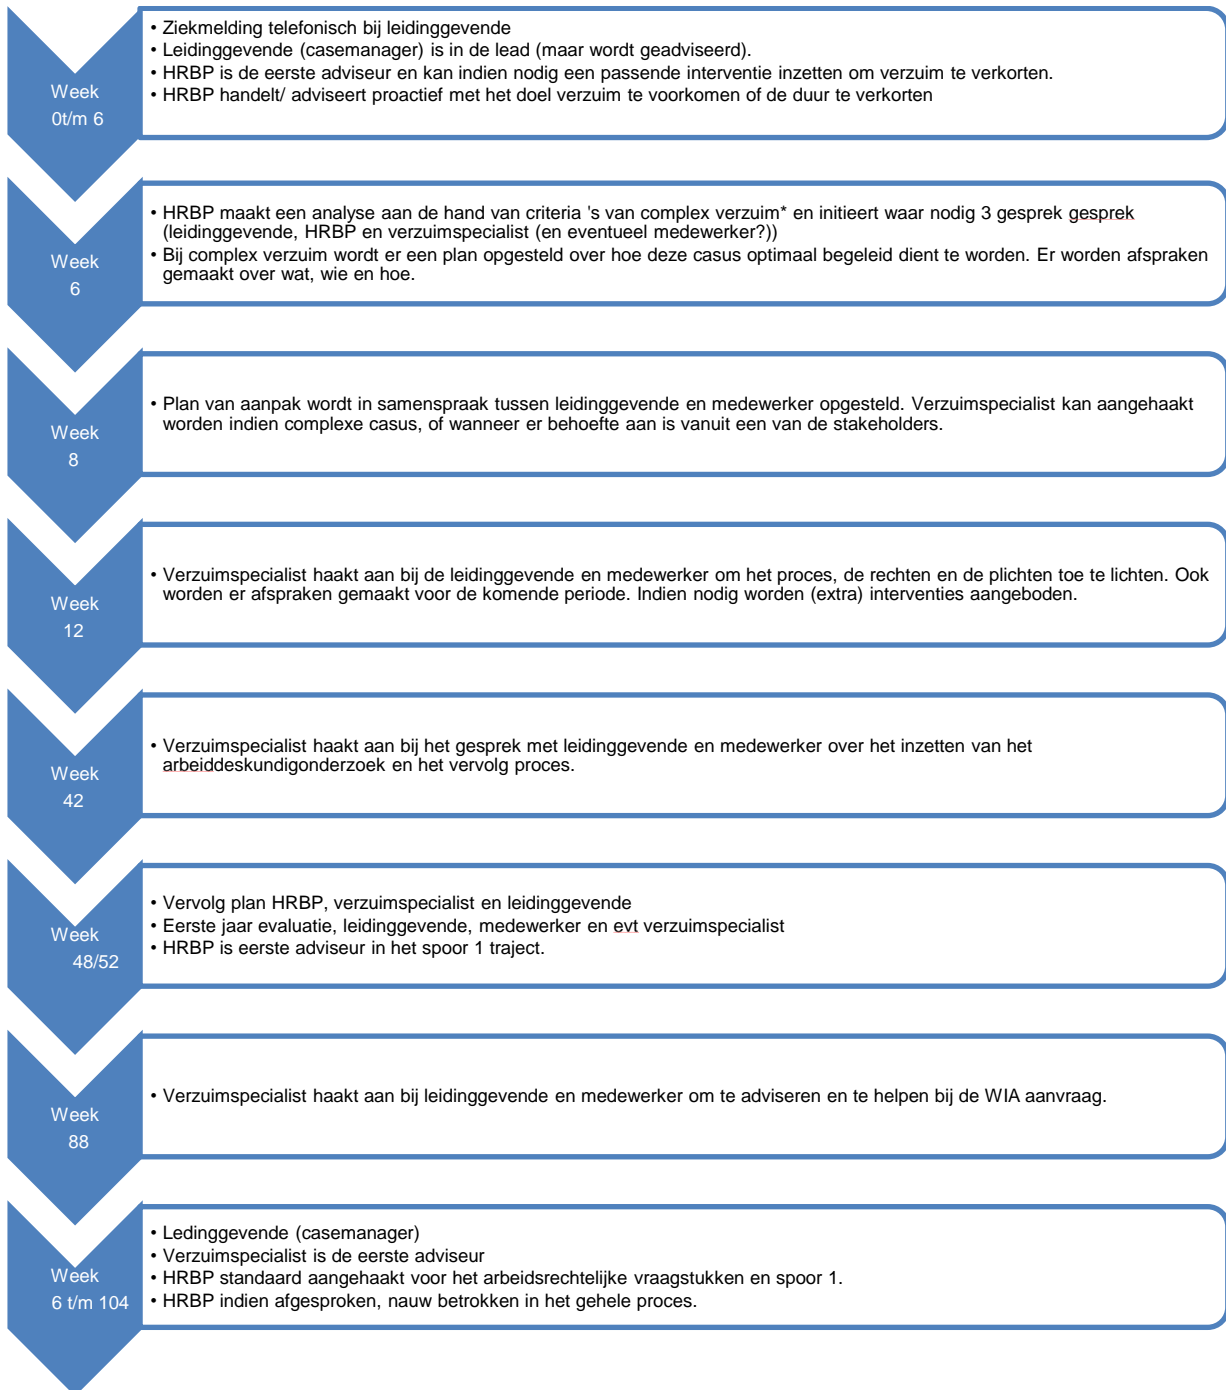 Week
0t/m 6
• Ziekmelding telefonisch bij leidinggevende
• Leidinggevende (casemanager) is in de lead (maar wordt geadviseerd).
• HRBP is de eerste adviseur en kan indien nodig een passende interventie inzetten om verzuim te verkorten.
• HRBP handelt/ adviseert proactief met het doel verzuim te voorkomen of de duur te verkorten
Week
6
• HRBP maakt een analyse aan de hand van criteria 's van complex verzuim* en initieert waar nodig 3 gesprek gesprek
(leidinggevende, HRBP en verzuimspecialist (en eventueel medewerker?))
• Bij complex verzuim wordt er een plan opgesteld over hoe deze casus optimaal begeleid dient te worden. Er worden afspraken
gemaakt over wat, wie en hoe.
Week
8
• Plan van aanpak wordt in samenspraak tussen leidinggevende en medewerker opgesteld. Verzuimspecialist kan aangehaakt
worden indien complexe casus, of wanneer er behoefte aan is vanuit een van de stakeholders.
Week
12
• Verzuimspecialist haakt aan bij de leidinggevende en medewerker om het proces, de rechten en de plichten toe te lichten. Ook
worden er afspraken gemaakt voor de komende periode. Indien nodig worden (extra) interventies aangeboden.
Week
42
• Verzuimspecialist haakt aan bij het gesprek met leidinggevende en medewerker over het inzetten van het
arbeiddeskundigonderzoek en het vervolg proces.
Week
48/52
• Vervolg plan HRBP, verzuimspecialist en leidinggevende
• Eerste jaar evaluatie, leidinggevende, medewerker en evt verzuimspecialist
• HRBP is eerste adviseur in het spoor 1 traject.
Week
88
• Verzuimspecialist haakt aan bij leidinggevende en medewerker om te adviseren en te helpen bij de WIA aanvraag.
Week
6 t/m 104
• Ledinggevende (casemanager)
• Verzuimspecialist is de eerste adviseur
• HRBP standaard aangehaakt voor het arbeidsrechtelijke vraagstukken en spoor 1.
• HRBP indien afgesproken, nauw betrokken in het gehele proces.